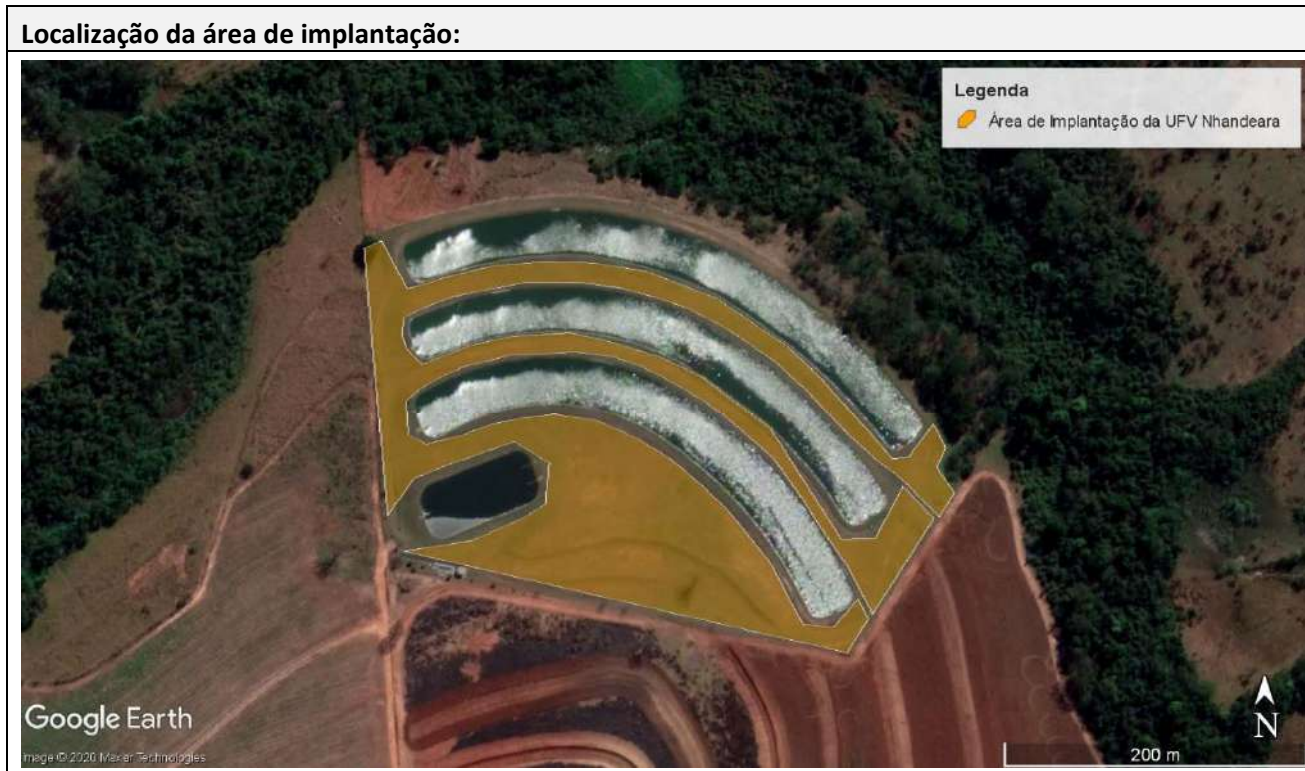 Localização da área de implantação:
Legenda
Área de Implantação da UFV Nhandeara
Google Earth
Image © 2020 Maxar Technologies
N
200 m